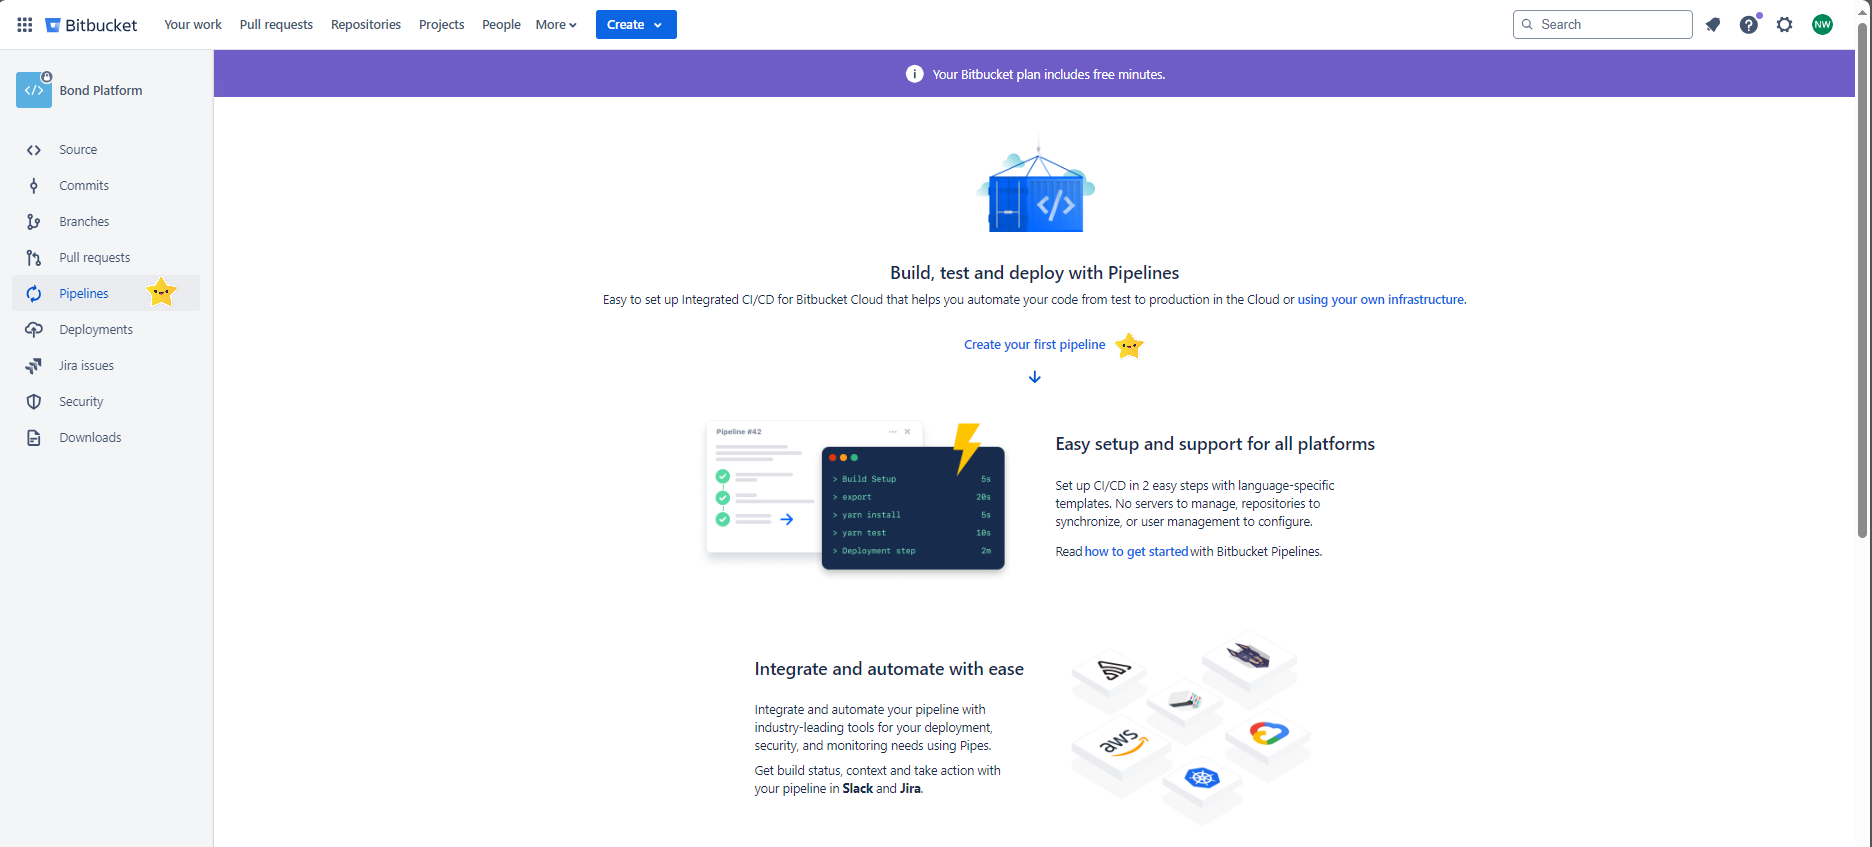 Bitbucket
Your work
Pull requests
Repositories
Projects
People
More
Create
Search
NW
Bond Platform
Source
Commits
Branches
Pull requests
Pipelines
Deployments
Jira issues
Security
Downloads
Your Bitbucket plan includes free minutes.
Build, test and deploy with Pipelines
Easy to set up Integrated CI/CD for Bitbucket Cloud that helps you automate your code from test to production in the Cloud or using your own infrastructure.
Create your first pipeline
Pipeline #42
> Build Setup 5s
> export 20s
> yarn install 5s
> yarn test 10s
> Deployment step 2m
Easy setup and support for all platforms
Set up CI/CD in 2 easy steps with language-specific
templates. No servers to manage, repositories to
synchronize, or user management to configure.
Read how to get started with Bitbucket Pipelines.
Integrate and automate with ease
Integrate and automate your pipeline with
industry-leading tools for your deployment,
security, and monitoring needs using Pipes.
Get build status, context and take action with
your pipeline in Slack and Jira.
aws